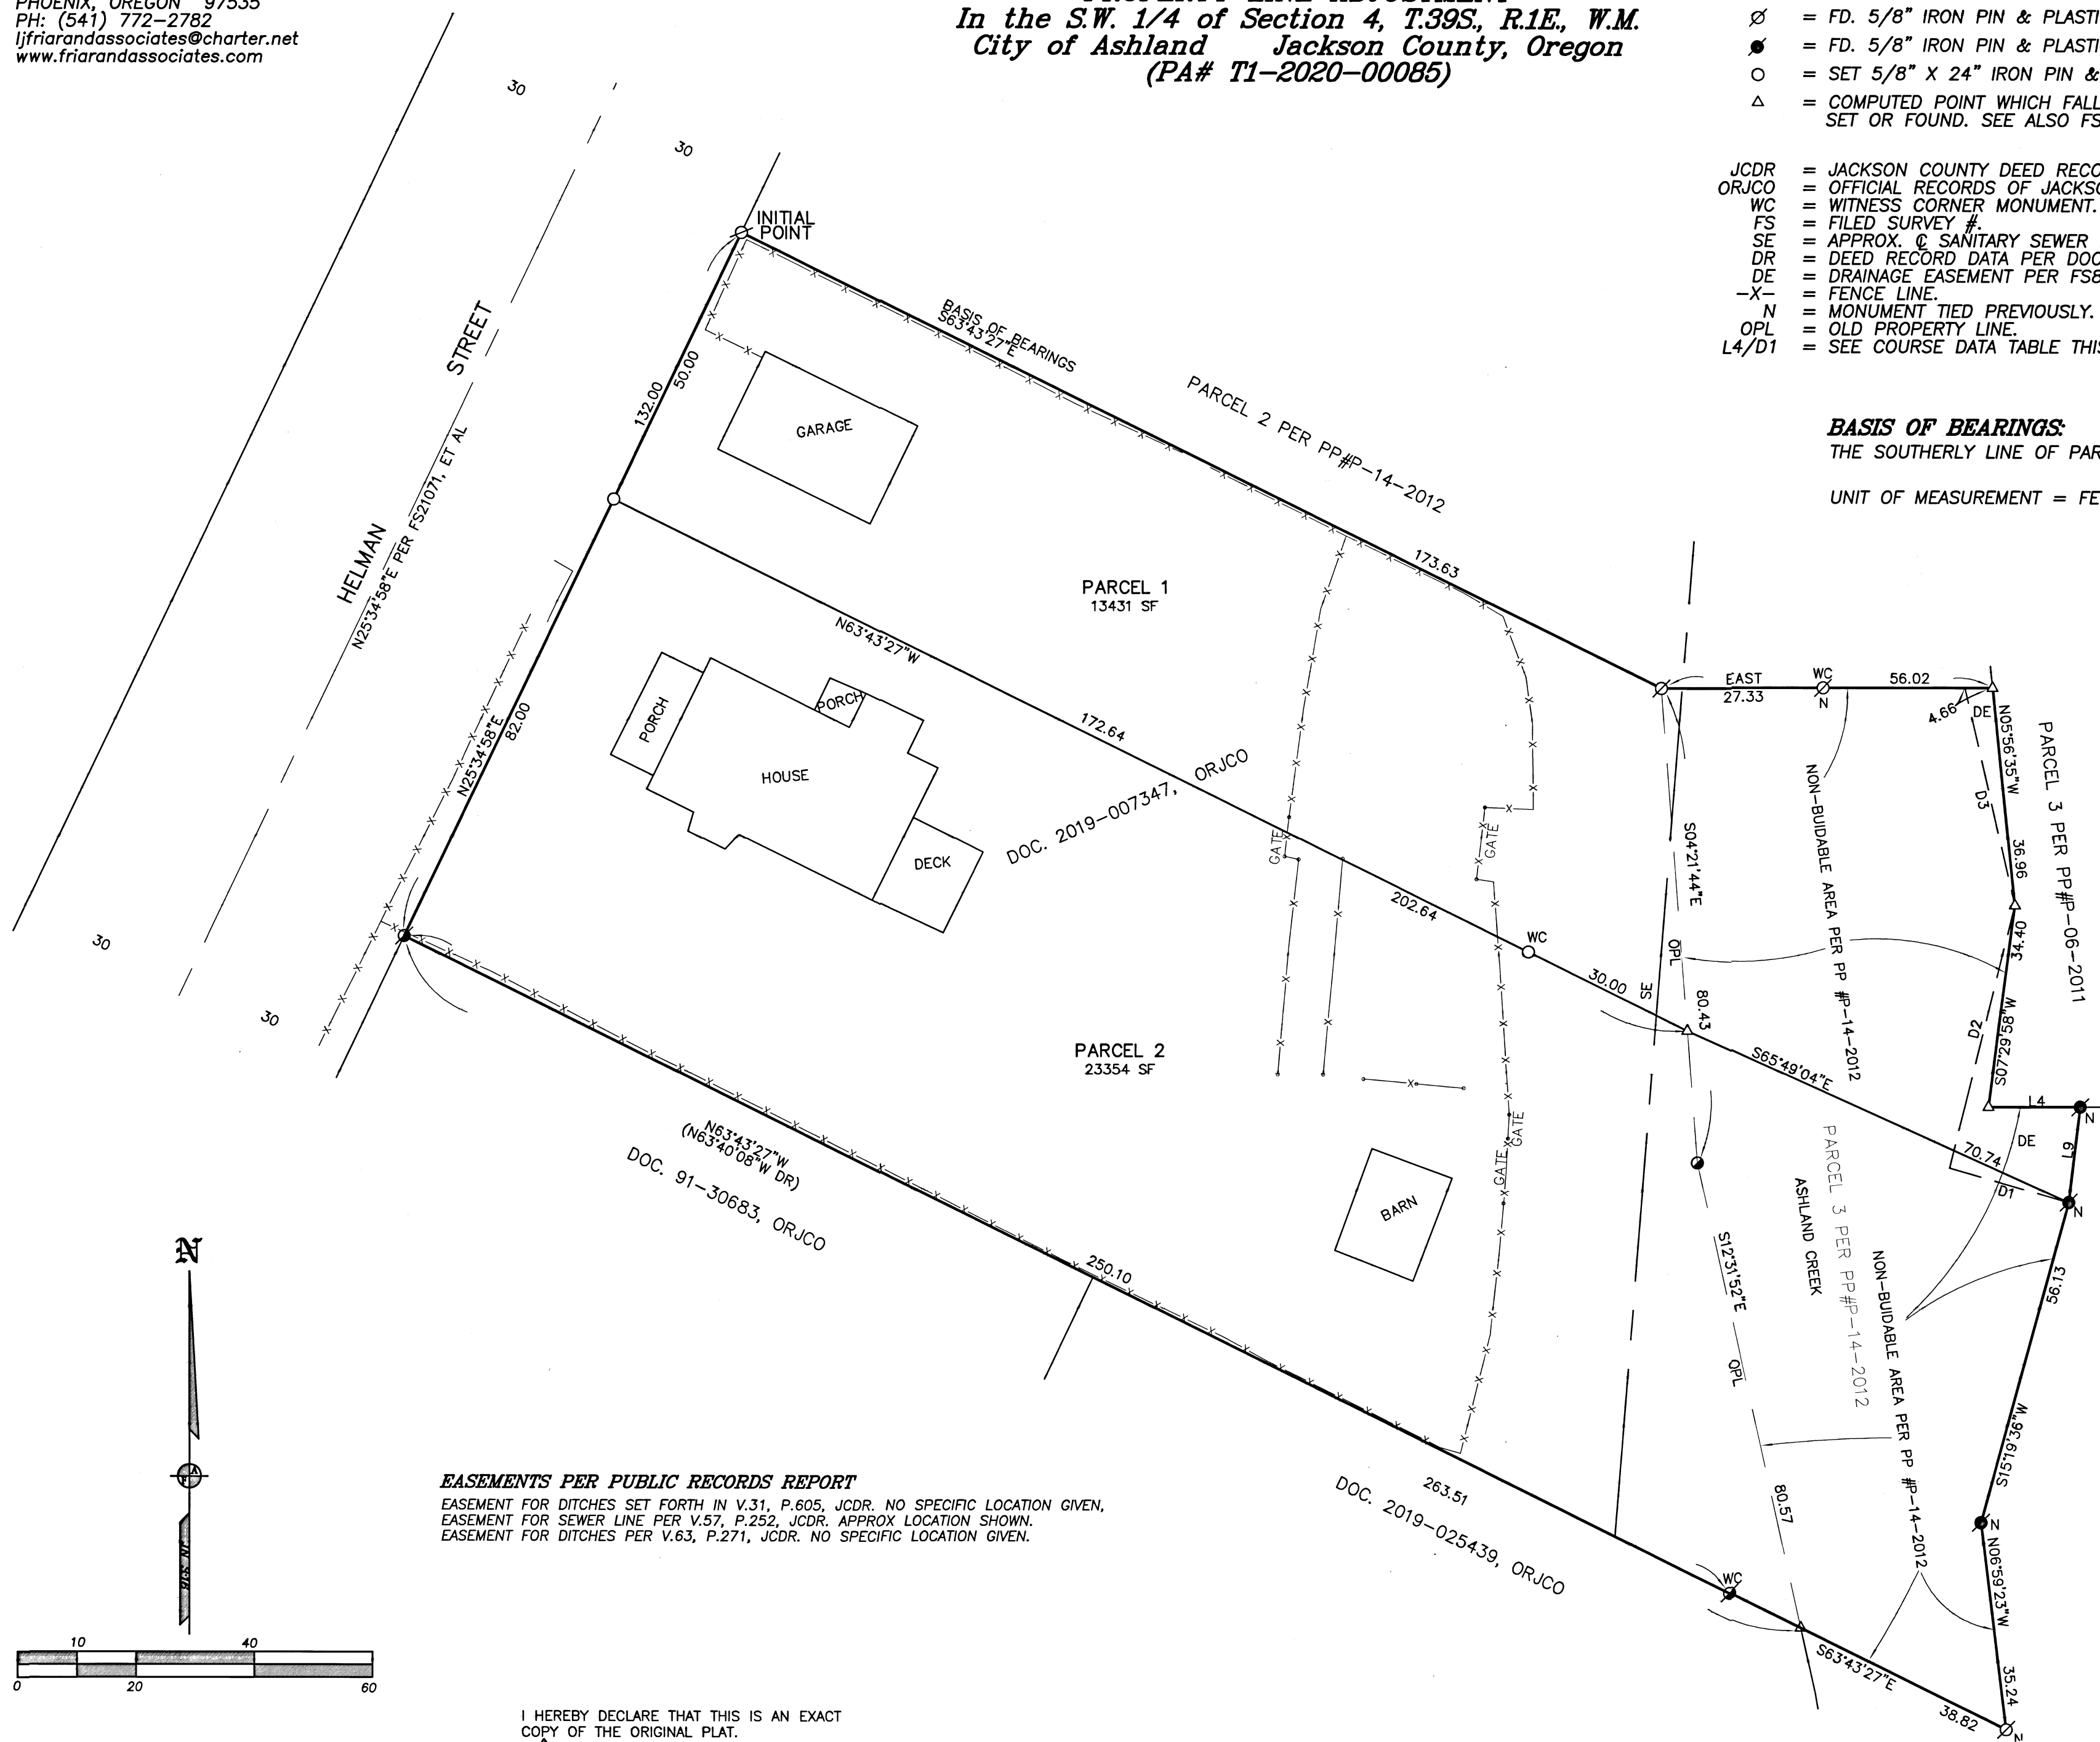 PHOENIX, OREGON 97535
PH: (541) 772-2782
ljfriarandassociates@charter.net
www.friarandassociates.com
PROPERTY LINE ADJUSTMENT
In the S.W. 1/4 of Section 4, T.39S., R.1E., W.M.
City of Ashland Jackson County, Oregon
(PA# T1-2020-00085)
= FD. 5/8" IRON PIN & PLASTI
= FD. 5/8" IRON PIN & PLASTI
= SET 5/8" X 24" IRON PIN &
= COMPUTED POINT WHICH FALL
SET OR FOUND. SEE ALSO FS
JCDR = JACKSON COUNTY DEED RECO
ORJCO = OFFICIAL RECORDS OF JACKSO
WC = WITNESS CORNER MONUMENT.
FS = FILED SURVEY #.
SE = APPROX. ℄ SANITARY SEWER
DR = DEED RECORD DATA PER DOC
DE = DRAINAGE EASEMENT PER FS8
-X- = FENCE LINE.
N = MONUMENT TIED PREVIOUSLY.
OPL = OLD PROPERTY LINE.
L4/D1 = SEE COURSE DATA TABLE THIS
BASIS OF BEARINGS:
THE SOUTHERLY LINE OF PAR
UNIT OF MEASUREMENT = FE
30
30
INITIAL
POINT
HELMAN STREET
N25°34'58"E PER FS21071, ET AL
132.00
50.00
BASIS OF BEARINGS
S63°43'27"E
PARCEL 2 PER PP#P-14-2012
173.63
GARAGE
PARCEL 1
13431 SF
N63°43'27"W
172.64
PORCH
PORCH
HOUSE
DECK
DOC. 2019-007347, ORJCO
N25°34'58"E
82.00
30
30
GATE
GATE
202.64
WC
30.00
EAST
27.33
WC
N
56.02
4.66
DE
N05°56'35"W
36.96
D3
PARCEL 3 PER PP#P-06-2011
NON-BUIDABLE AREA PER PP #P-14-2012
S04°21'44"E
OPL
SE
80.43
34.40
S07°29'58"W
D2
S65°49'04"E
70.74
L4
N
DE
L9
D1
N
PARCEL 2
23354 SF
GATE
GATE
BARN
N63°43'27"W
(N63°40'08"W DR)
DOC. 91-30683, ORJCO
250.10
S12°31'52"E
OPL
80.57
ASHLAND CREEK
PARCEL 3 PER PP#P-14-2012
NON-BUIDABLE AREA PER PP #P-14-2012
56.13
S15°19'36"W
N
N06°59'23"W
35.24
263.51
DOC. 2019-025439, ORJCO
WC
S63°43'27"E
38.82
N
N
EASEMENTS PER PUBLIC RECORDS REPORT
EASEMENT FOR DITCHES SET FORTH IN V.31, P.605, JCDR. NO SPECIFIC LOCATION GIVEN,
EASEMENT FOR SEWER LINE PER V.57, P.252, JCDR. APPROX LOCATION SHOWN.
EASEMENT FOR DITCHES PER V.63, P.271, JCDR. NO SPECIFIC LOCATION GIVEN.
10 40
0 20 60
I HEREBY DECLARE THAT THIS IS AN EXACT
COPY OF THE ORIGINAL PLAT.